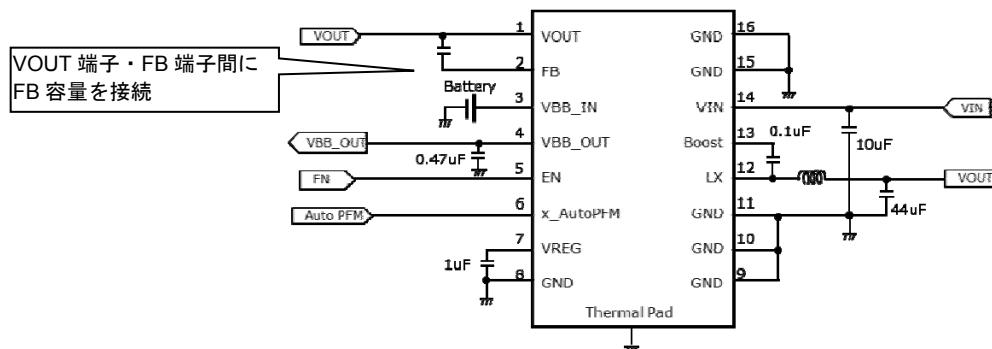 VOUT 端子・FB 端子間に
FB 容量を接続
VOUT
1
VOUT
2
FB
Battery
3
VBB_IN
VBB_OUT
4
VBB_OUT
0.47uF
EN
5
EN
Auto PFM
6
x_AutoPFM
7
VREG
1uF
8
GND
Thermal Pad
GND
16
GND
15
VIN
14
VIN
Boost
13
0.1uF
10uF
LX
12
VOUT
GND
11
44uF
GND
10
GND
9